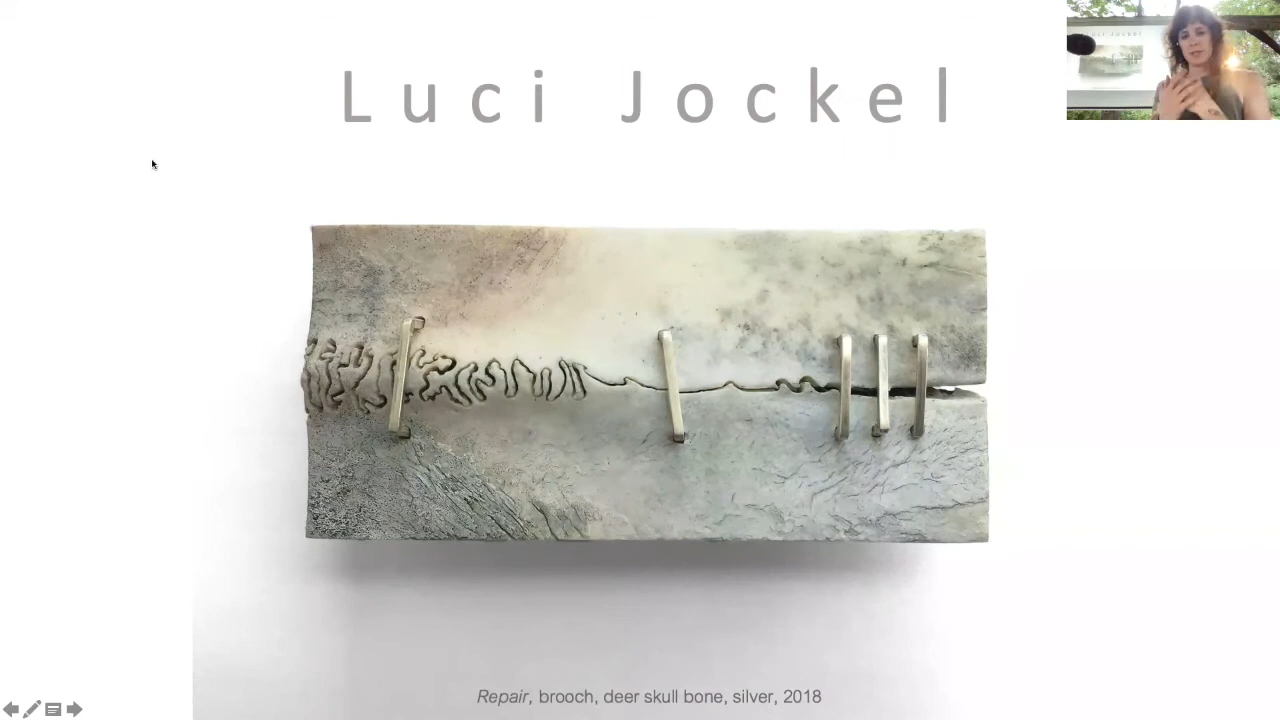 Luci Jockel
Repair, brooch, deer skull bone, silver, 2018